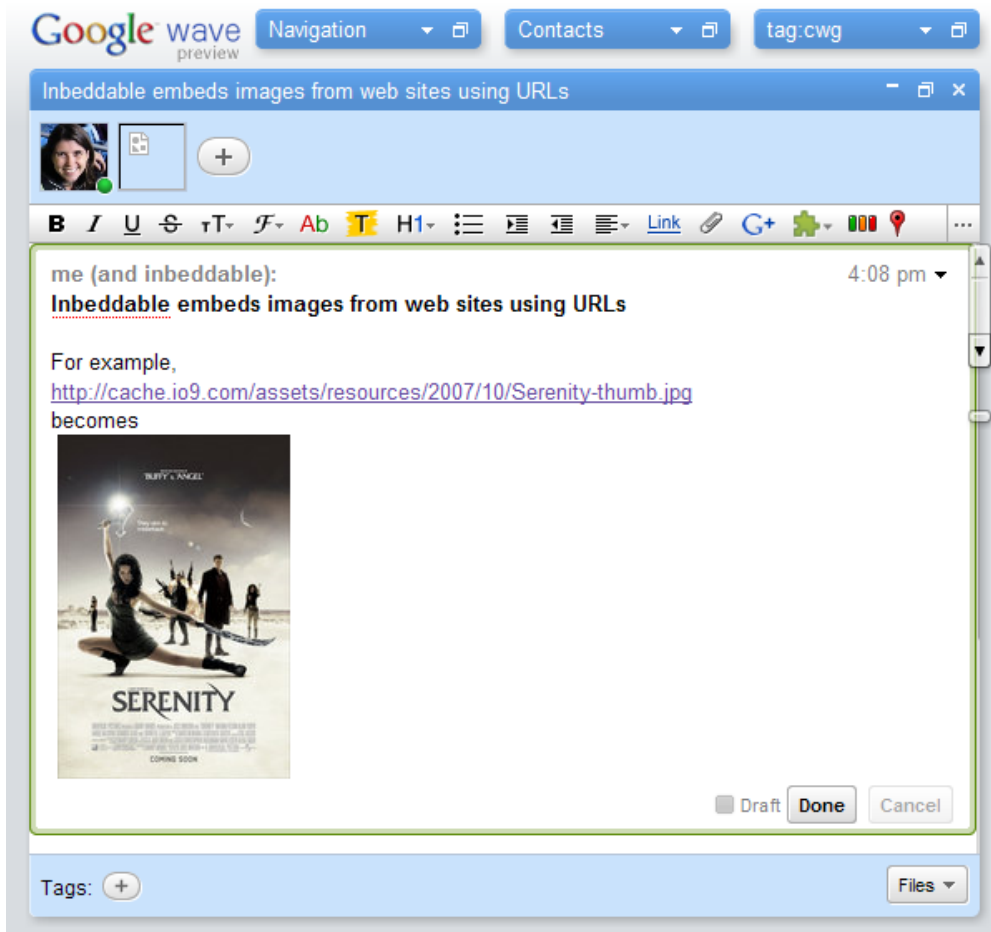 Google wave
preview
Navigation
Contacts
tag:cwg
Inbeddable embeds images from web sites using URLs
B I U S TT F Ab T H1 Link G+ ...
me (and inbeddable): 4:08 pm
Inbeddable embeds images from web sites using URLs
For example,
http://cache.io9.com/assets/resources/2007/10/Serenity-thumb.jpg
becomes
SERENITY
COMING SOON
Draft Done Cancel
Tags: Files